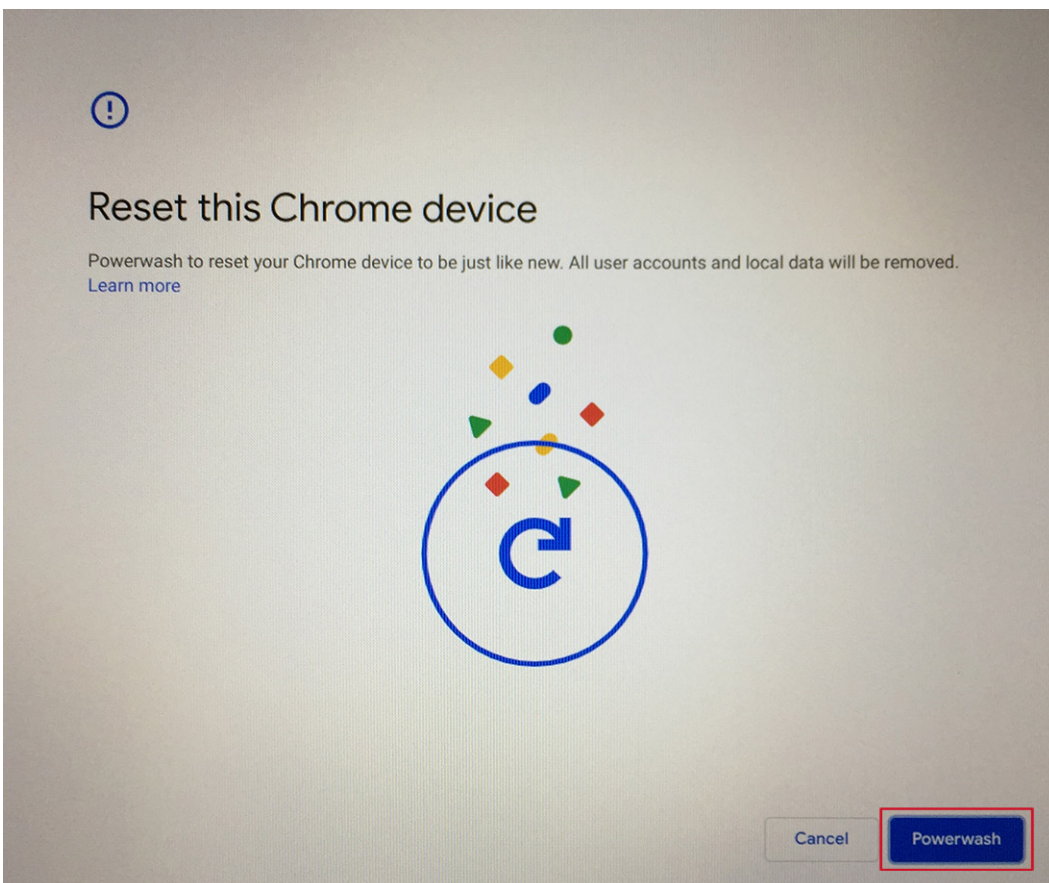 Reset this Chrome device
Powerwash to reset your Chrome device to be just like new. All user accounts and local data will be removed.
Learn more
Cancel
Powerwash